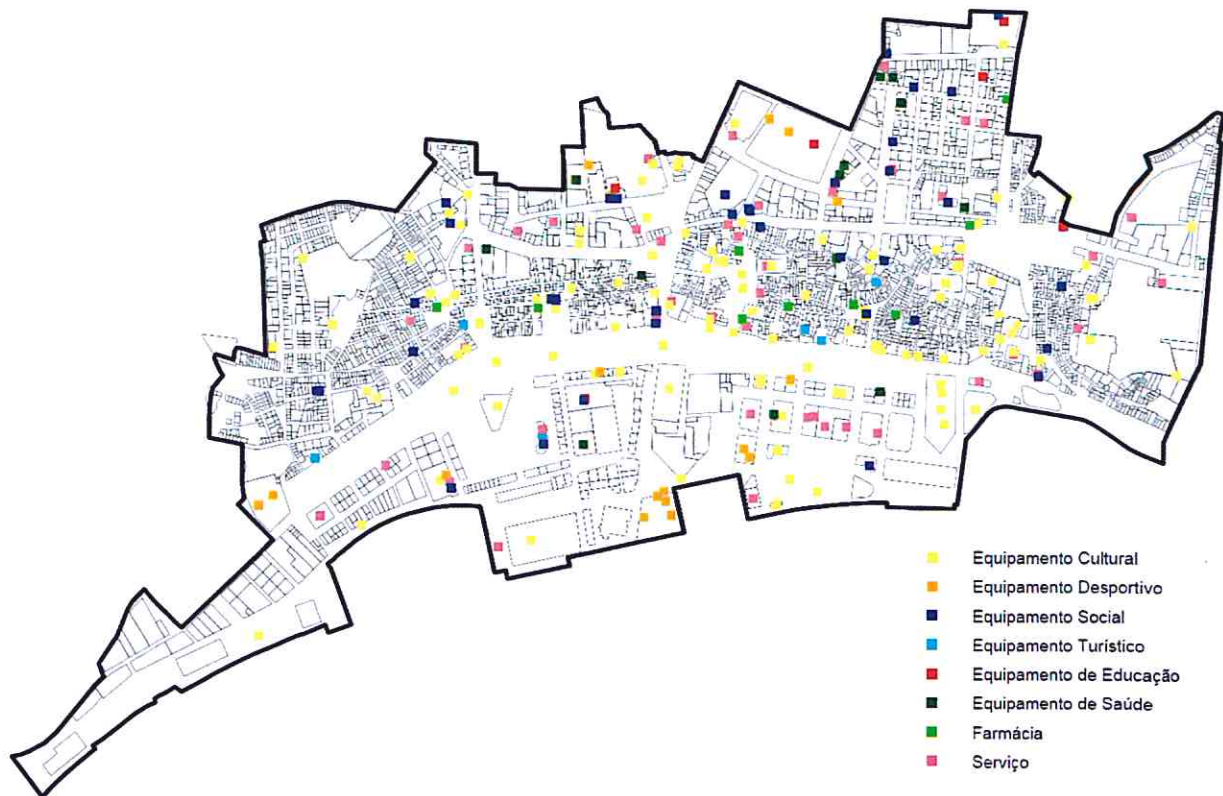 Equipamento Cultural
Equipamento Desportivo
Equipamento Social
Equipamento Turístico
Equipamento de Educação
Equipamento de Saúde
Farmácia
Serviço